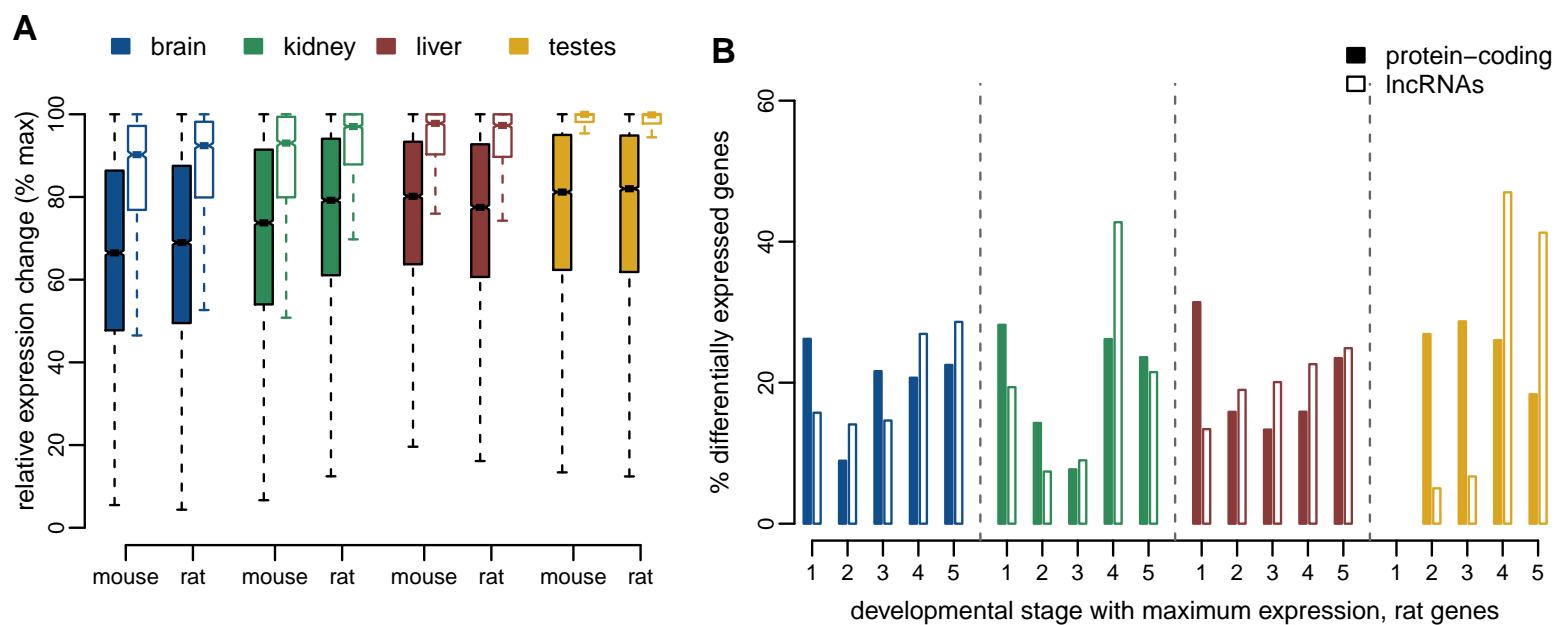 A
brain kidney liver testes
relative expression change (% max)
0 20 40 60 80 100
mouse rat mouse rat mouse rat mouse rat
B
protein−coding
lncRNAs
% differentially expressed genes
0 20 40 60
1 2 3 4 5 1 2 3 4 5 1 2 3 4 5 1 2 3 4 5
developmental stage with maximum expression, rat genes